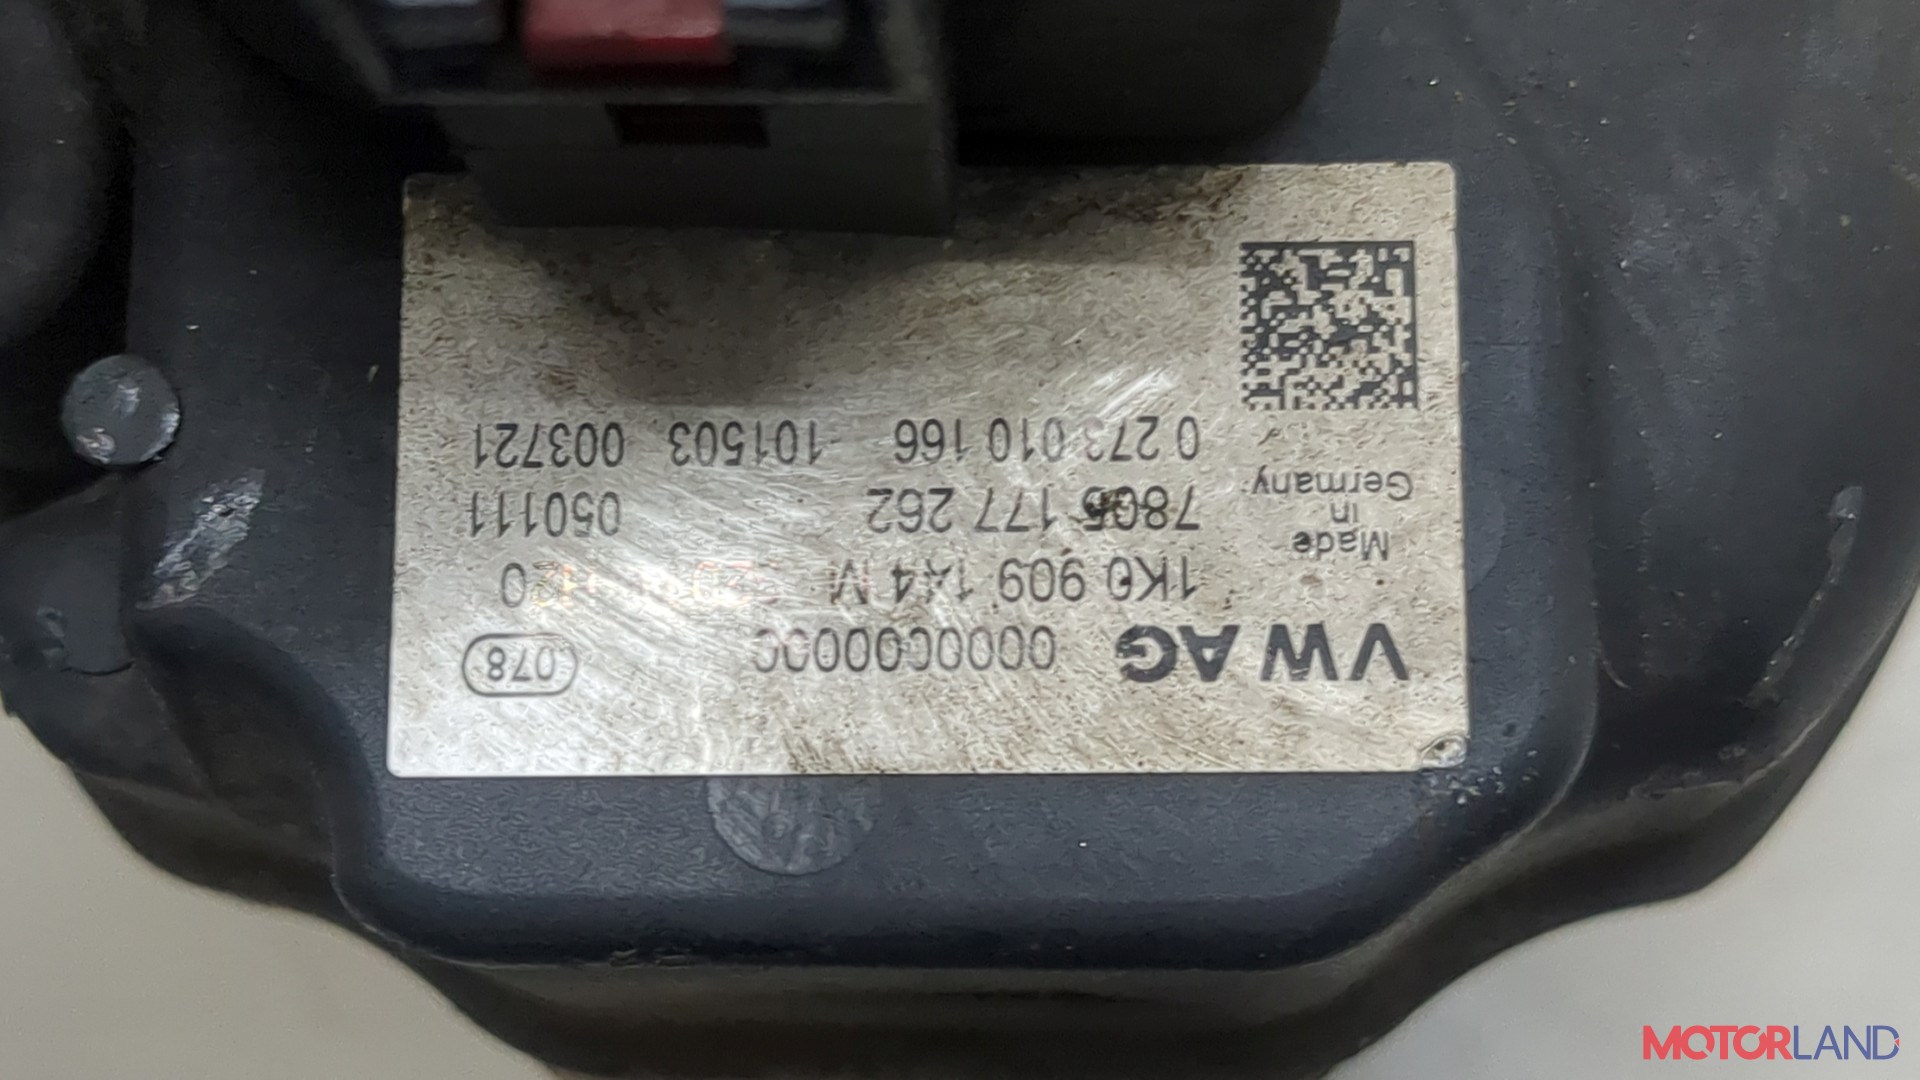 VW AG 0000000000 078
1K0 909 144 M
7805 177 262 050111
0 273 010 166 101503 003721
Made
in
Germany
MOTORLAND